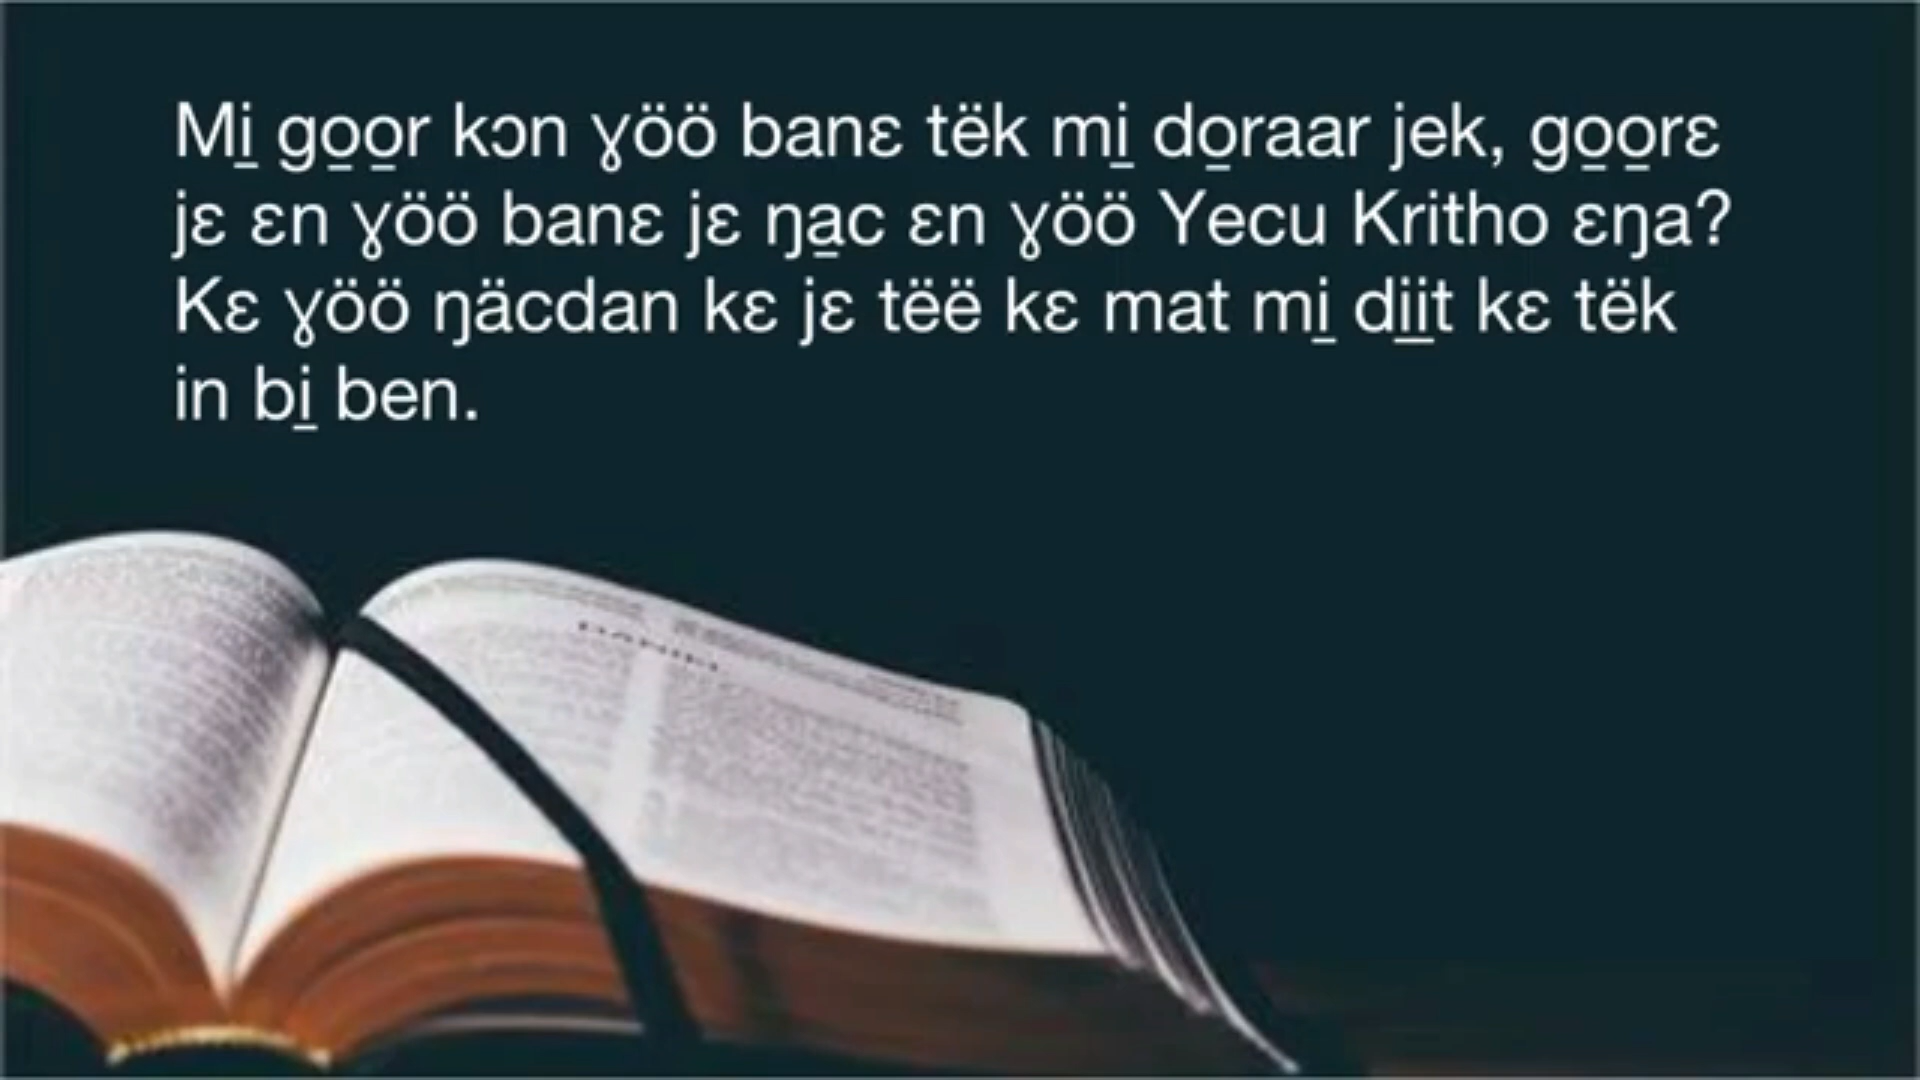 Mi̱ go̱o̱r kɔn ɣöö banɛ tëk mi̱ do̱raar jek, go̱o̱rɛ
jɛ ɛn ɣöö banɛ jɛ ŋa̱c ɛn ɣöö Yecu Kritho ɛŋa?
Kɛ ɣöö ŋäcdan kɛ jɛ tëë kɛ mat mi̱ di̱i̱t kɛ tëk
in bi̱ ben.